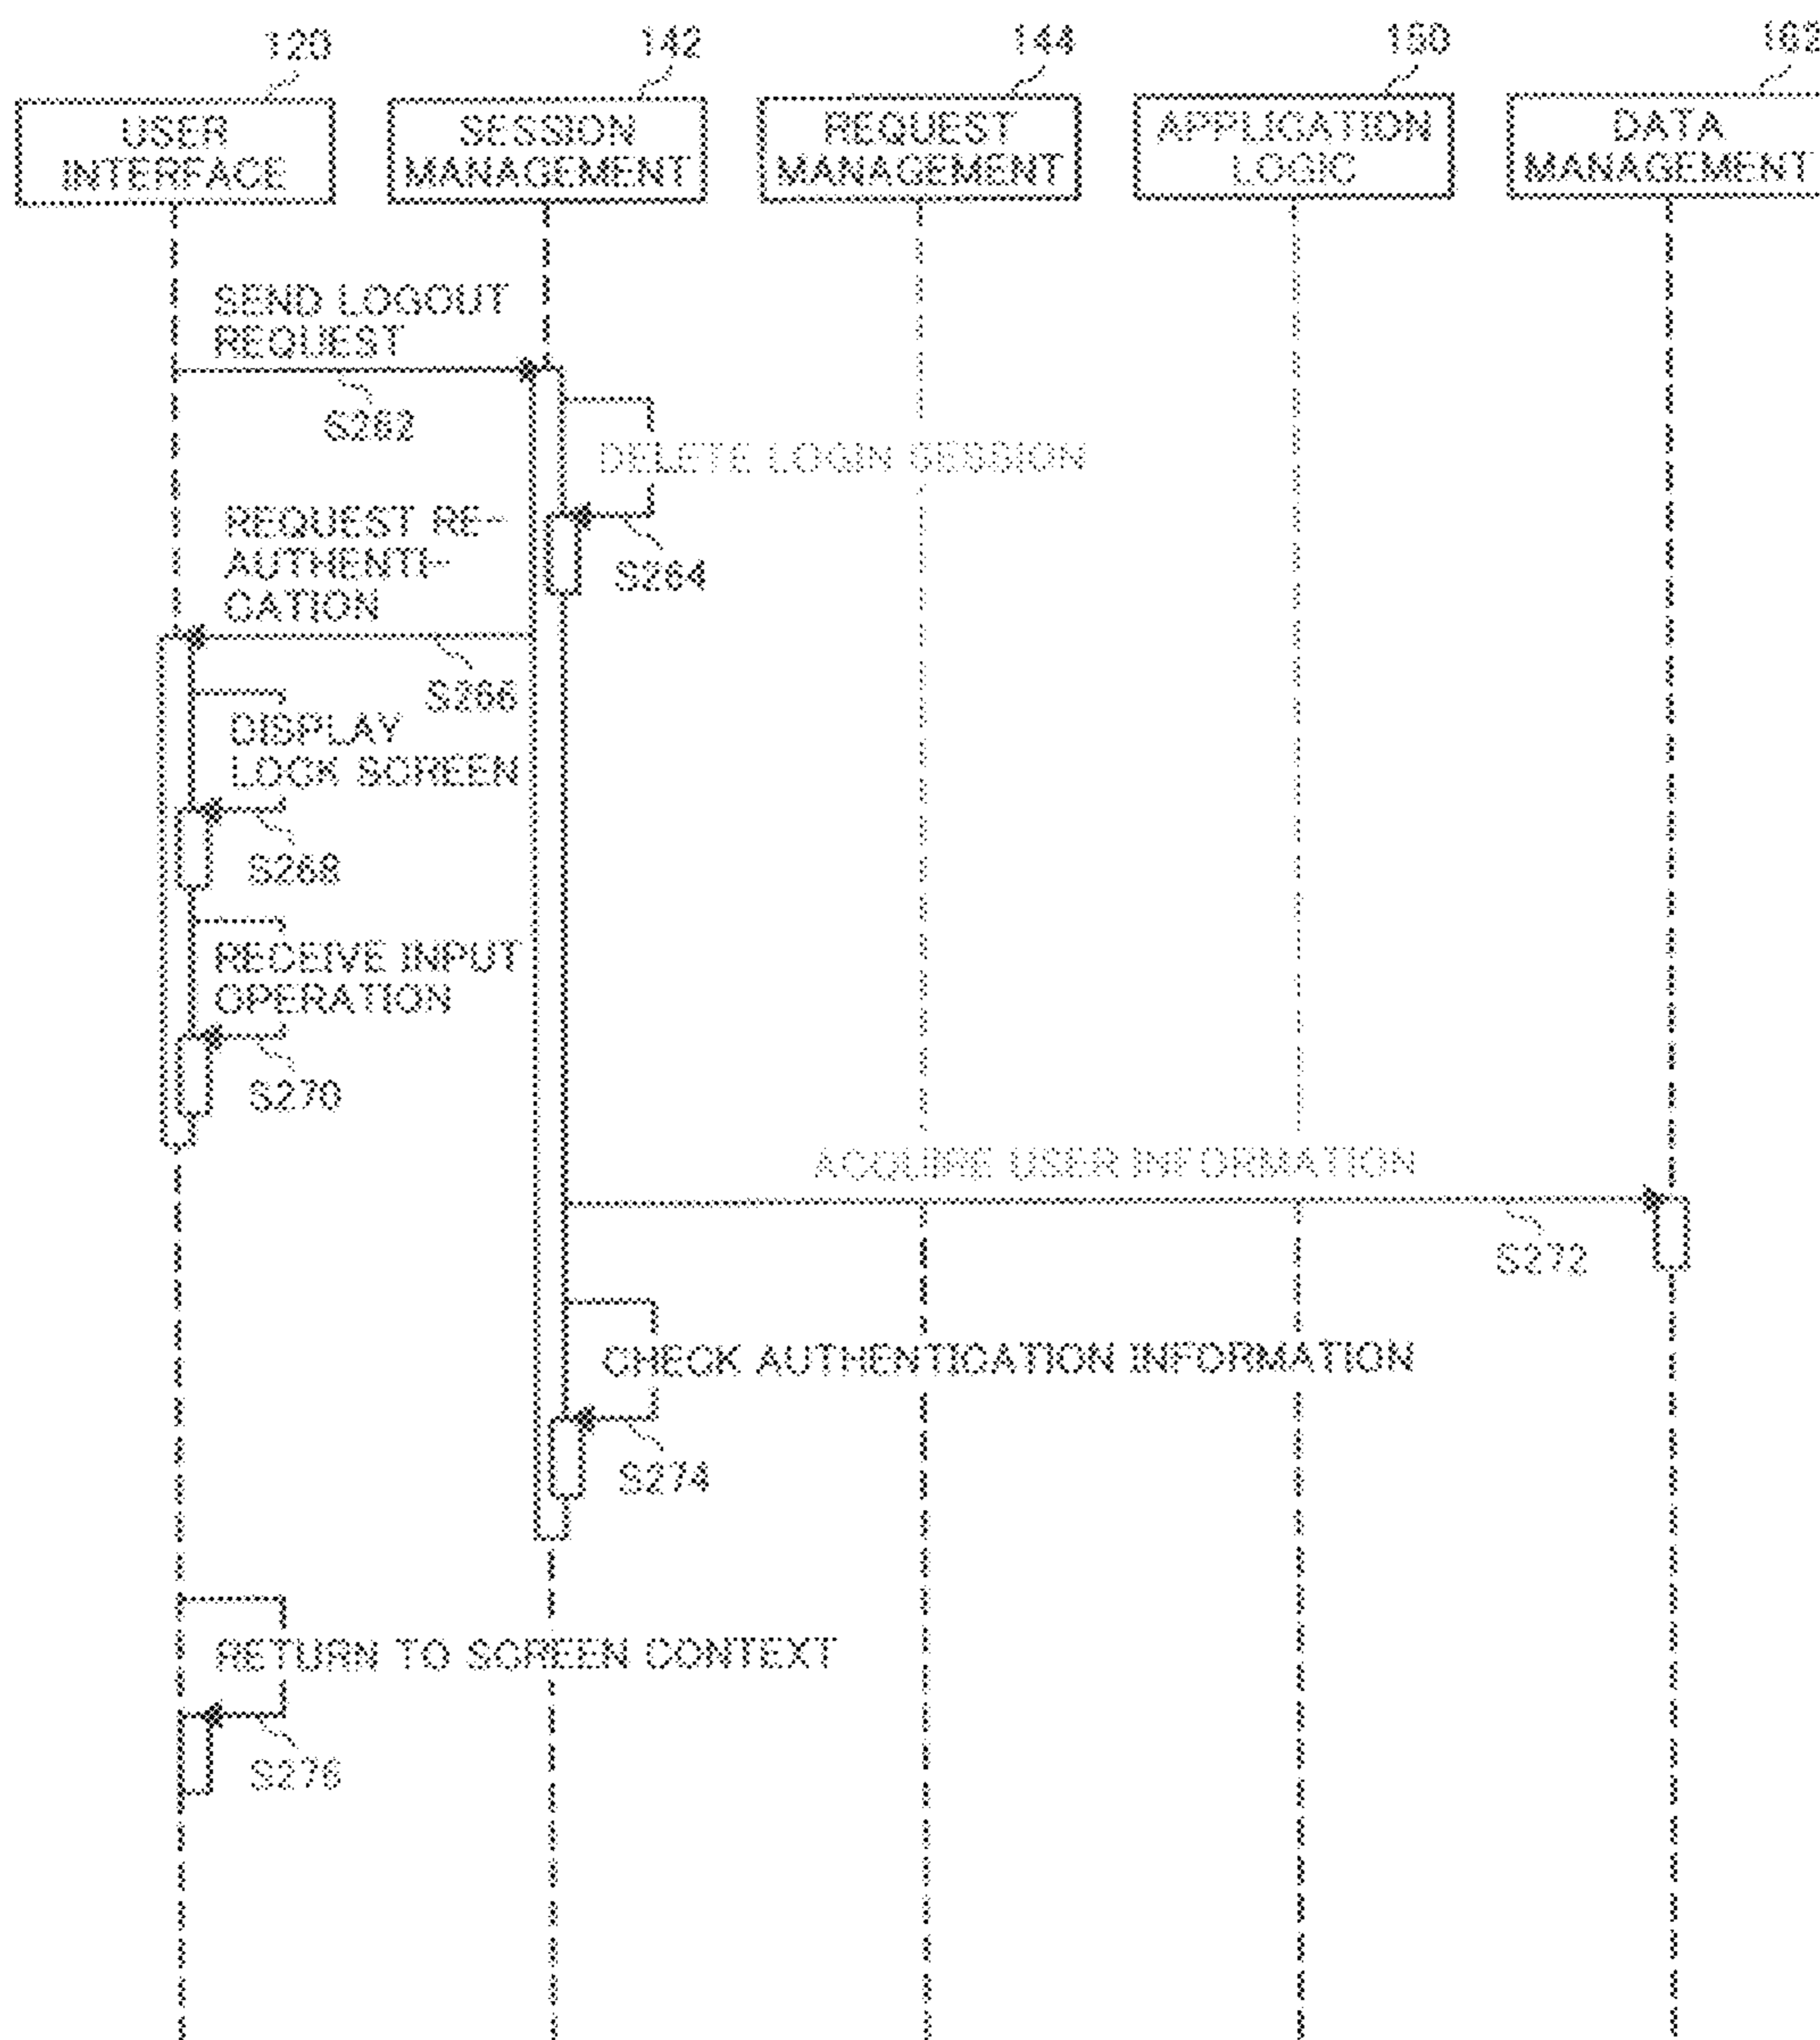 120
142
144
150
162
USER
INTERFACE
SESSION
MANAGEMENT
REQUEST
MANAGEMENT
APPLICATION
LOGIC
DATA
MANAGEMENT
SEND LOGOUT
REQUEST
S262
DELETE LOGIN SESSION
S264
REQUEST RE-
AUTHENTI-
CATION
S266
DISPLAY
LOCK SCREEN
S268
RECEIVE INPUT
OPERATION
S270
ACQUIRE USER INFORMATION
S272
CHECK AUTHENTICATION INFORMATION
S274
RETURN TO SCREEN CONTEXT
S276